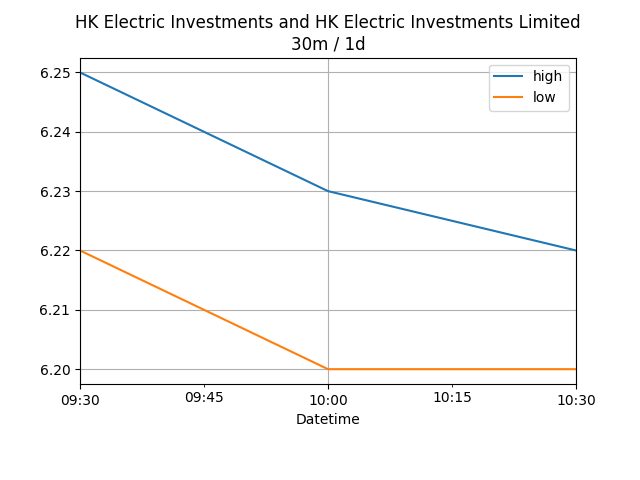 HK Electric Investments and HK Electric Investments Limited
30m / 1d
high
low
6.25
6.24
6.23
6.22
6.21
6.20
09:30
09:45
10:00
10:15
10:30
Datetime